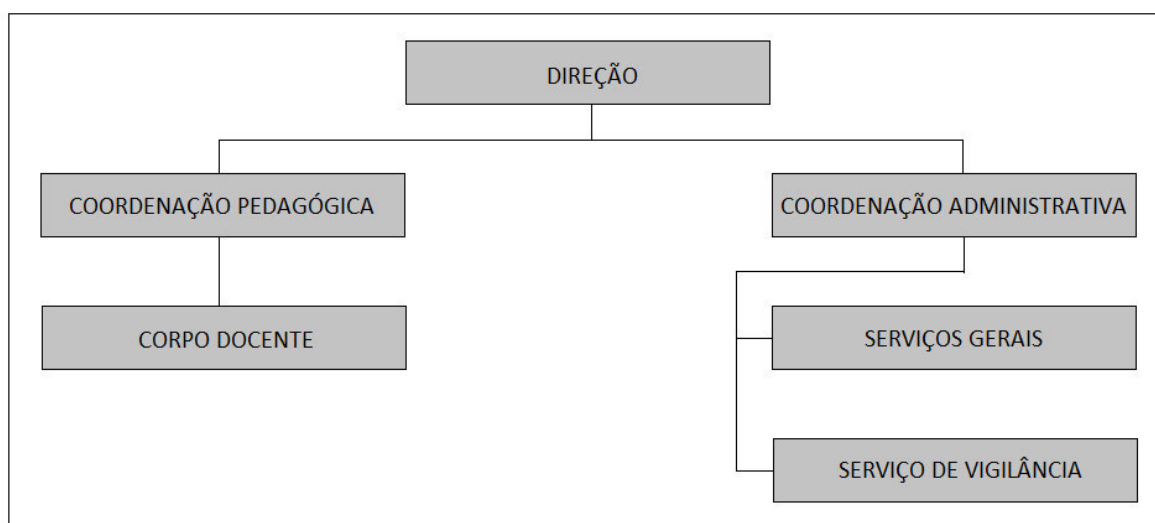 DIREÇÃO
COORDENAÇÃO PEDAGÓGICA
COORDENAÇÃO ADMINISTRATIVA
CORPO DOCENTE
SERVIÇOS GERAIS
SERVIÇO DE VIGILÂNCIA